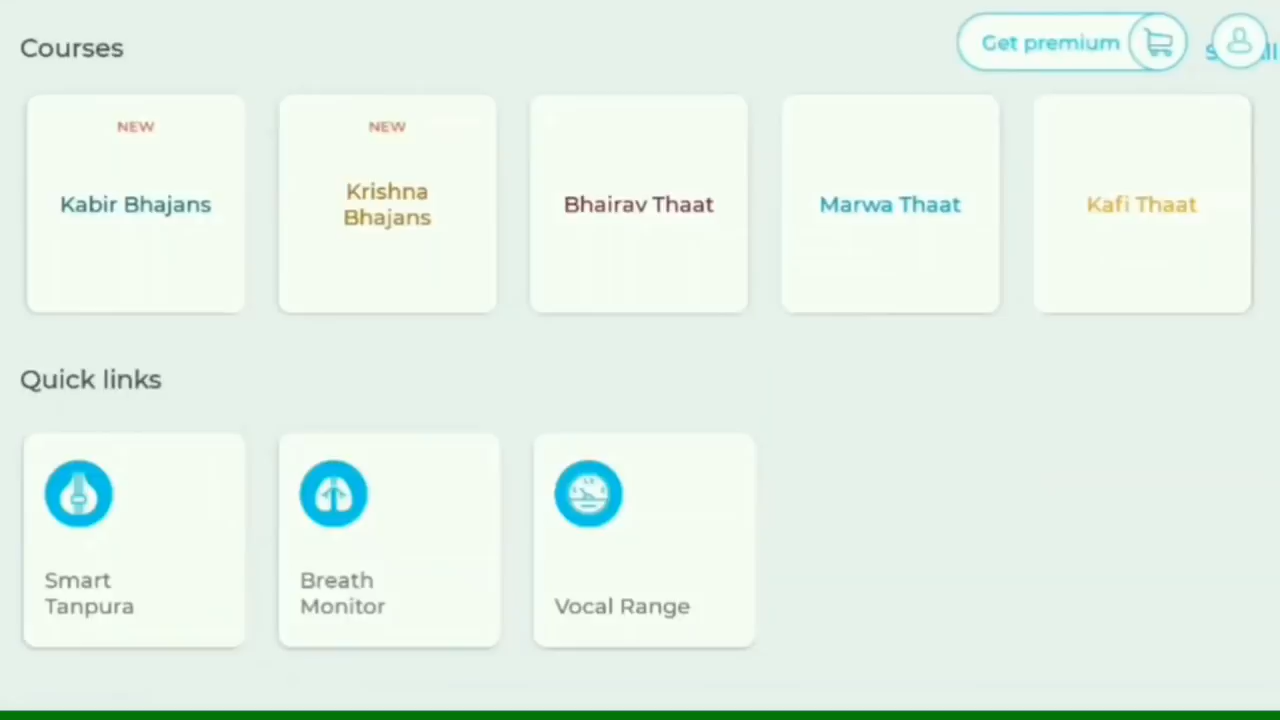 Courses
Get premium
NEW
NEW
Kabir Bhajans
Krishna
Bhajans
Bhairav Thaat
Marwa Thaat
Kafi Thaat
Quick links
Smart
Tanpura
Breath
Monitor
Vocal Range